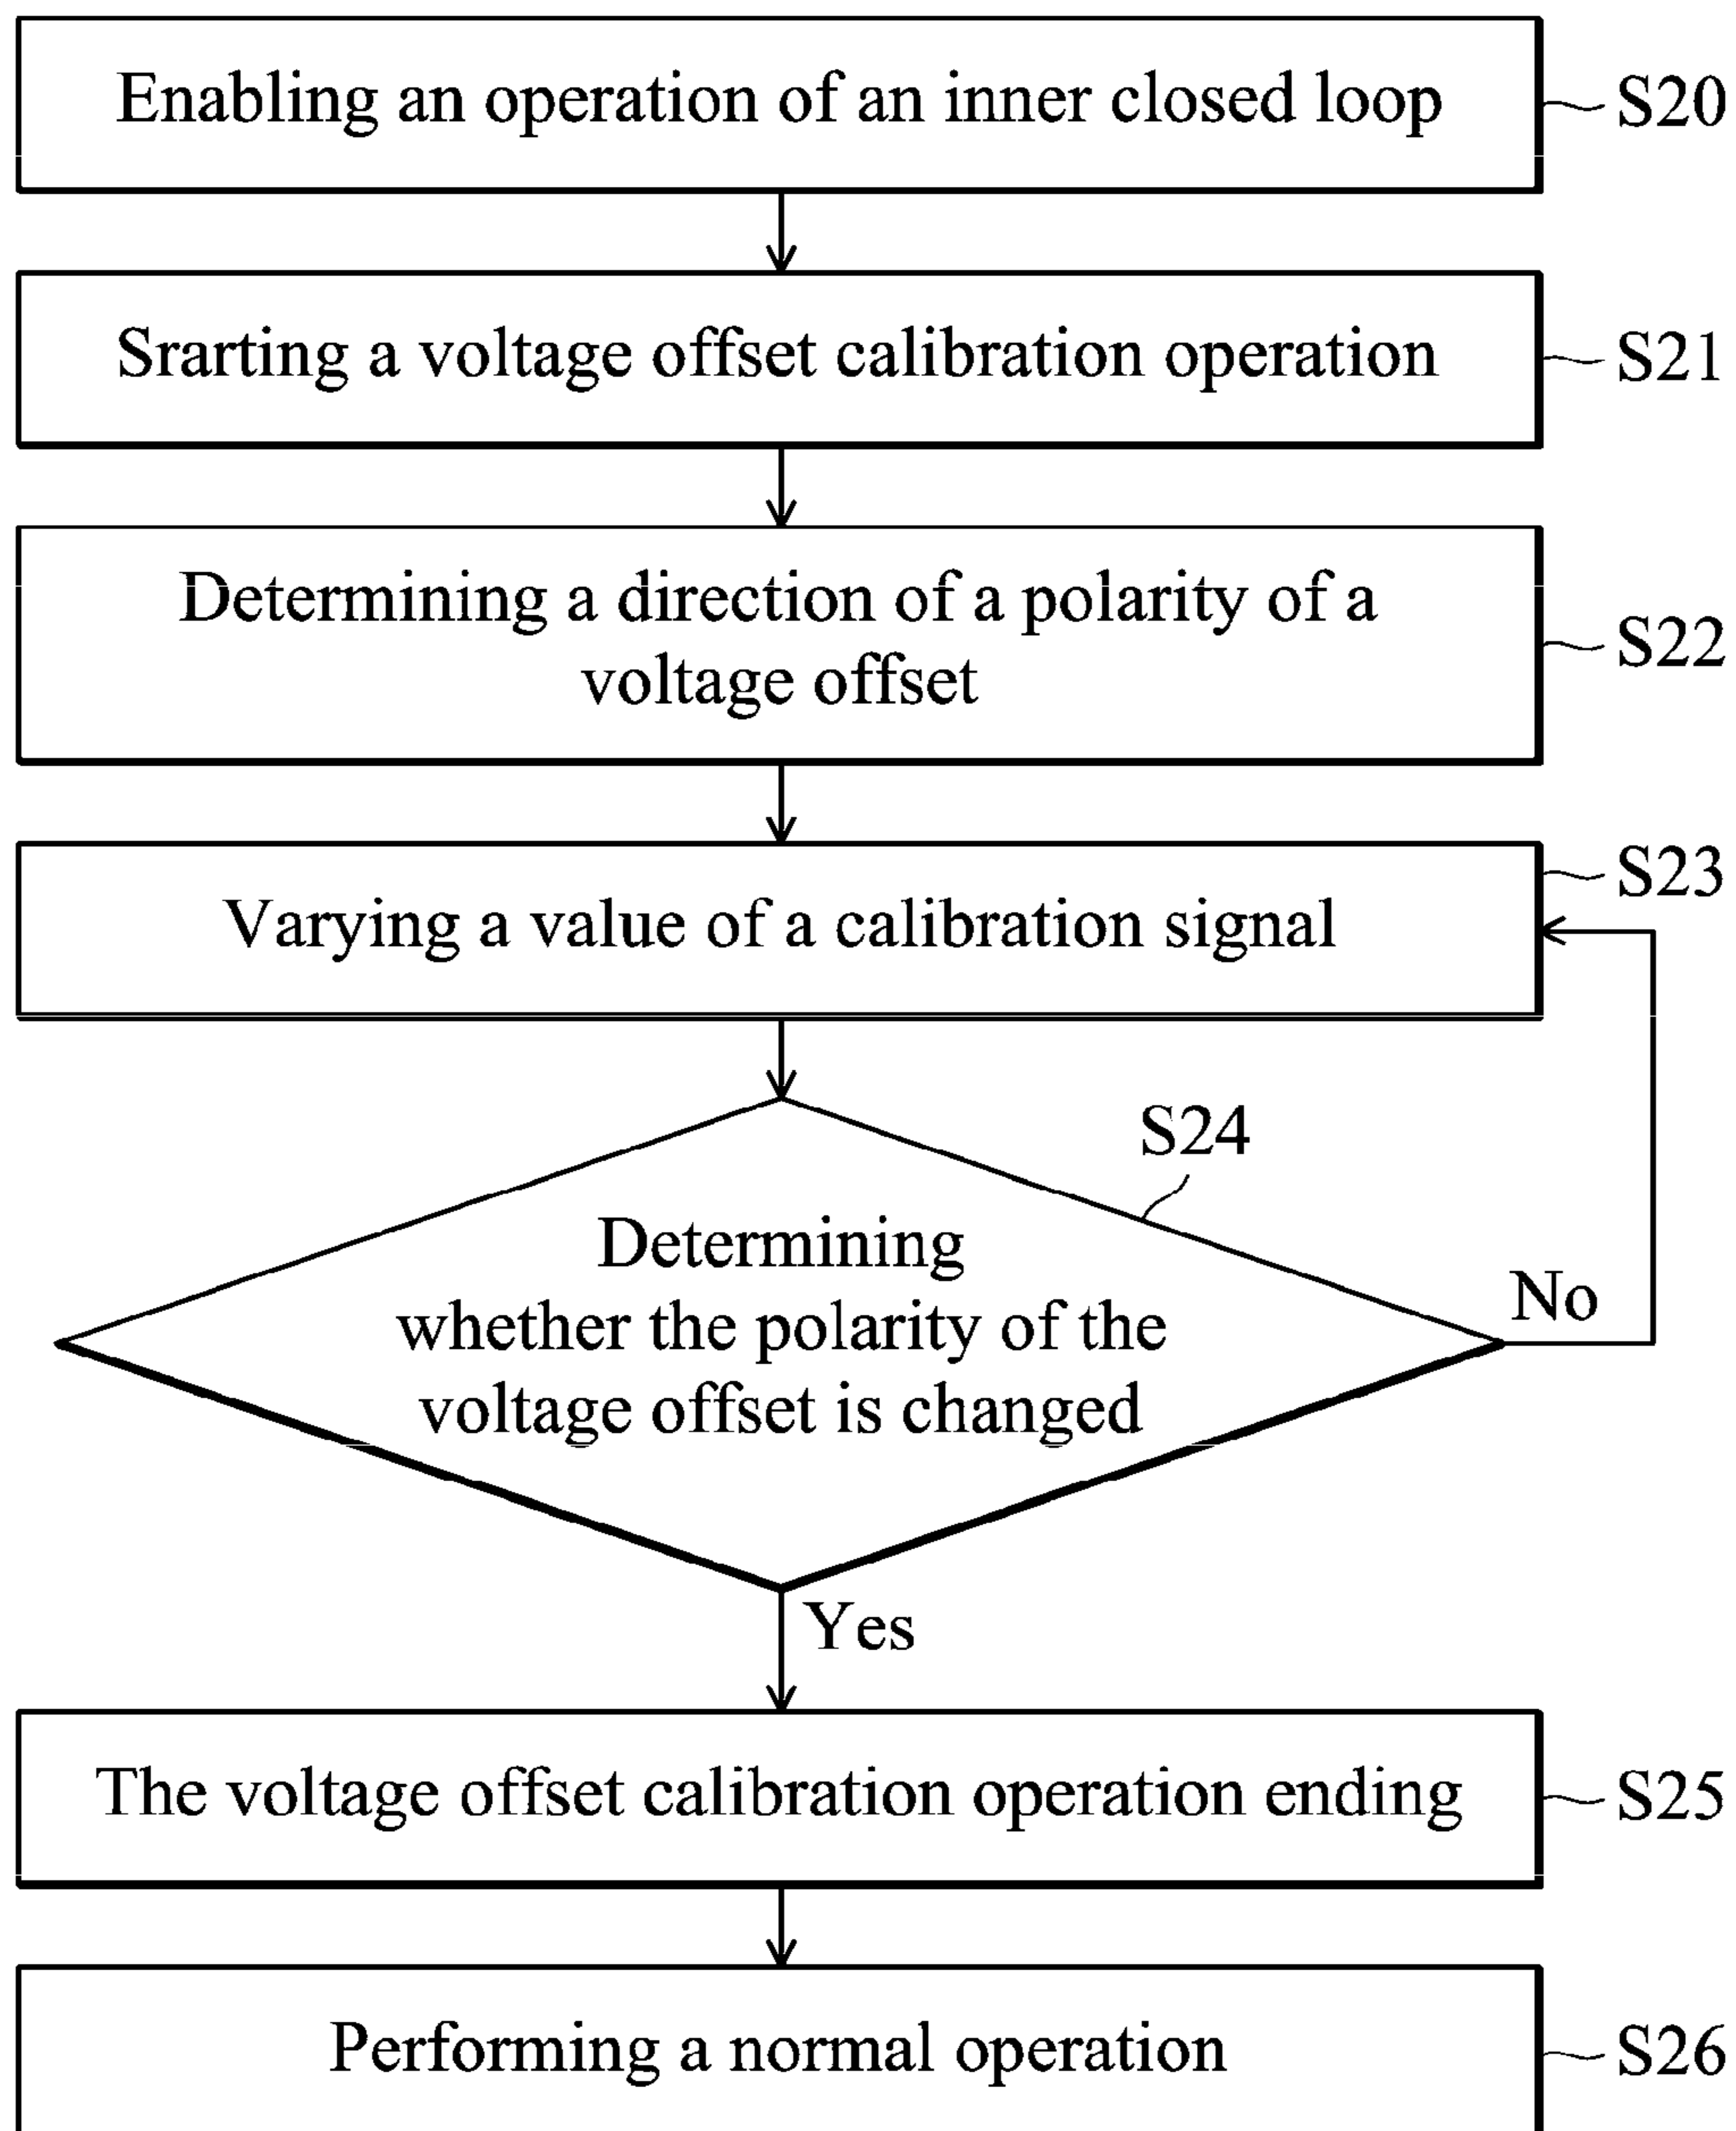 Enabling an operation of an inner closed loop
S20
Srarting a voltage offset calibration operation
S21
Determining a direction of a polarity of a
voltage offset
S22
Varying a value of a calibration signal
S23
S24
Determining
whether the polarity of the
voltage offset is changed
No
Yes
The voltage offset calibration operation ending
S25
Performing a normal operation
S26